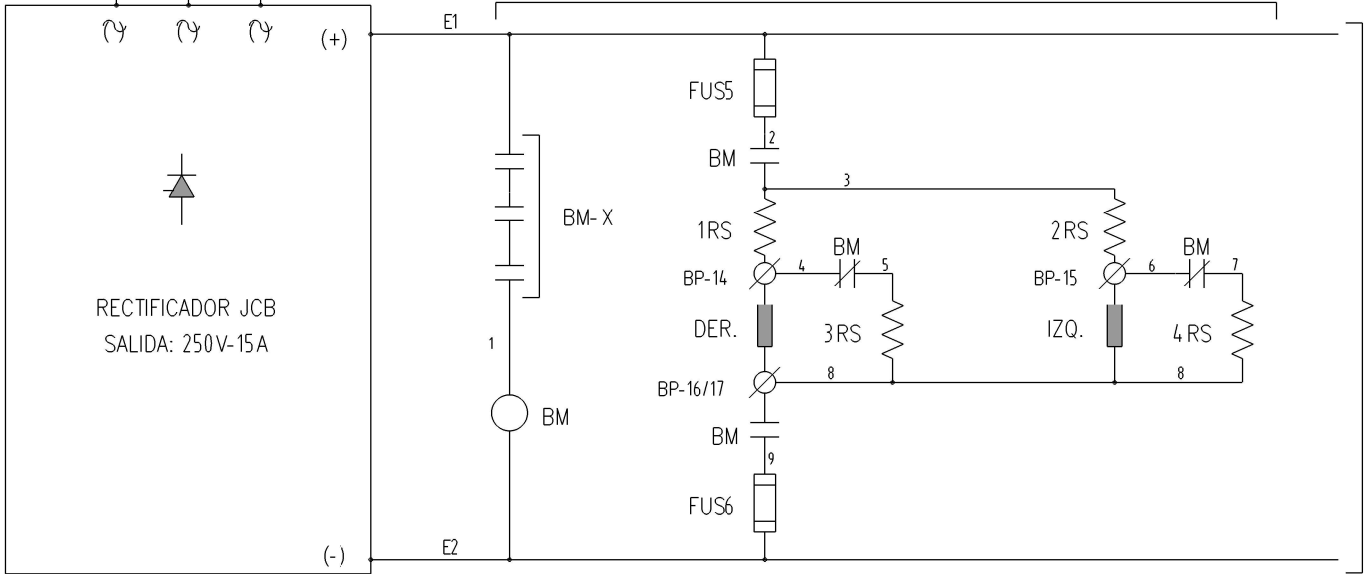 (+)
E1
FUS5
2
BM
3
BM-X
1RS
2RS
BM
BM
BP-14
4
5
BP-15
6
7
RECTIFICADOR JCB
SALIDA: 250V-15A
DER.
3RS
IZQ.
4RS
1
BP-16/17
8
8
BM
BM
9
FUS6
(-)
E2